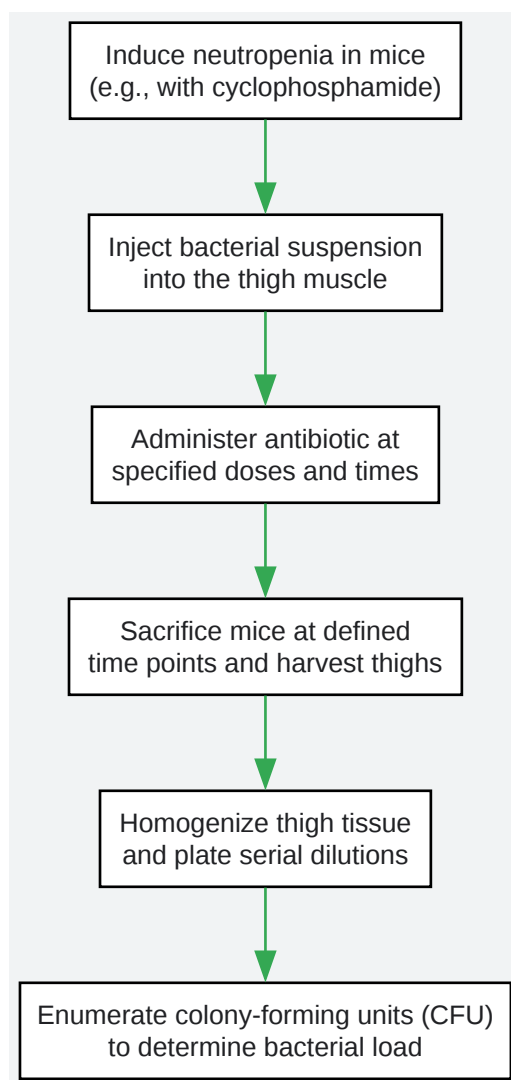 Induce neutropenia in mice
(e.g., with cyclophosphamide)
Inject bacterial suspension
into the thigh muscle
Administer antibiotic at
specified doses and times
Sacrifice mice at defined
time points and harvest thighs
Homogenize thigh tissue
and plate serial dilutions
Enumerate colony-forming units (CFU)
to determine bacterial load